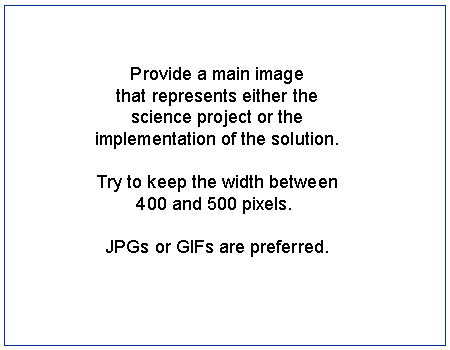 Provide a main image
that represents either the
science project or the
implementation of the solution.
Try to keep the width between
400 and 500 pixels.
JPGs or GIFs are preferred.